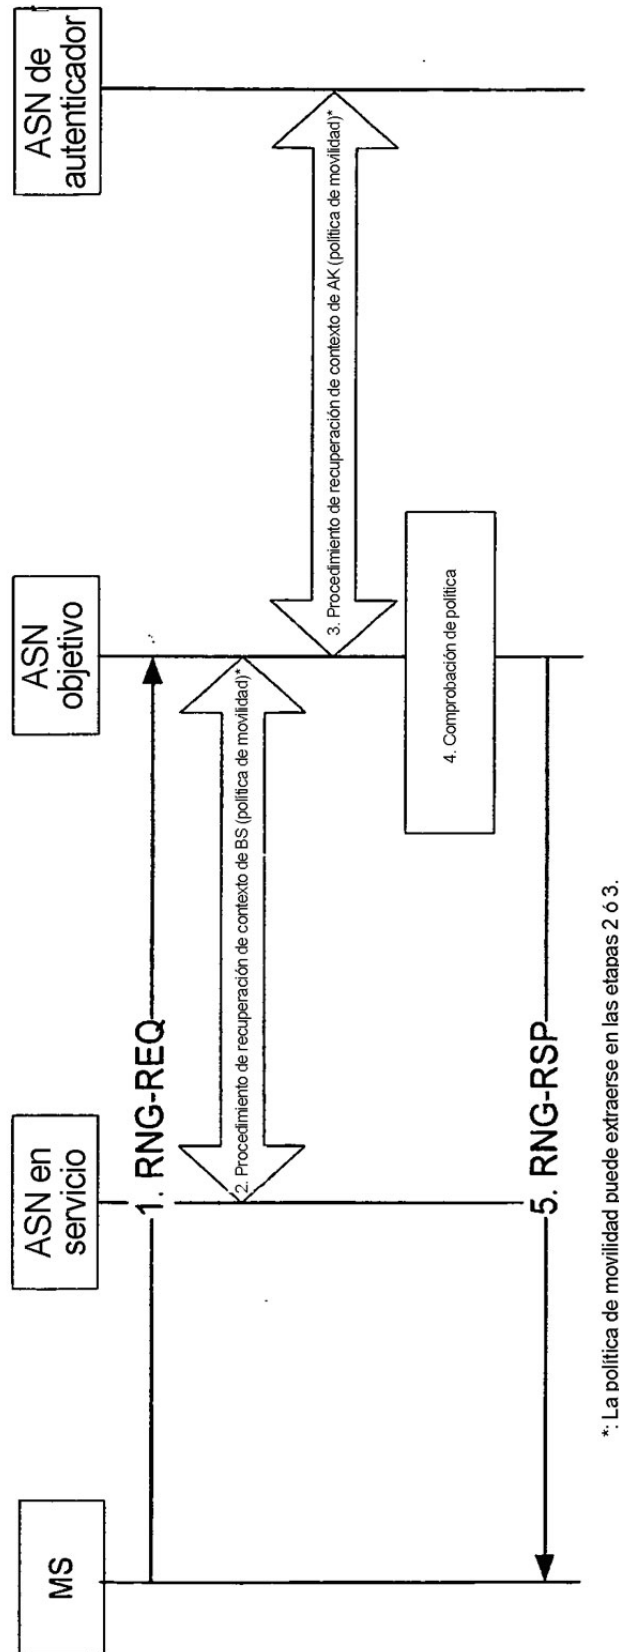 MS
ASN en
servicio
ASN
objetivo
ASN de
autenticador
1. RNG-REQ
2. Procedimiento de recuperación de contexto de BS (política de movilidad)*
3. Procedimiento de recuperación de contexto de AK (política de movilidad)*
4. Comprobación de política
5. RNG-RSP
*: La política de movilidad puede extraerse en las etapas 2 ó 3.